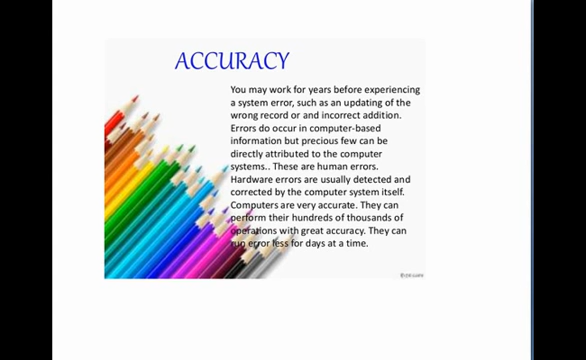 ACCURACY
You may work for years before experiencing
a system error, such as an updating of the
wrong record or and incorrect addition.
Errors do occur in computer-based
information but precious few can be
directly attributed to the computer
systems.. These are human errors.
Hardware errors are usually detected and
corrected by the computer system itself.
Computers are very accurate. They can
perform their hundreds of thousands of
operations with great accuracy. They can
run error less for days at a time.